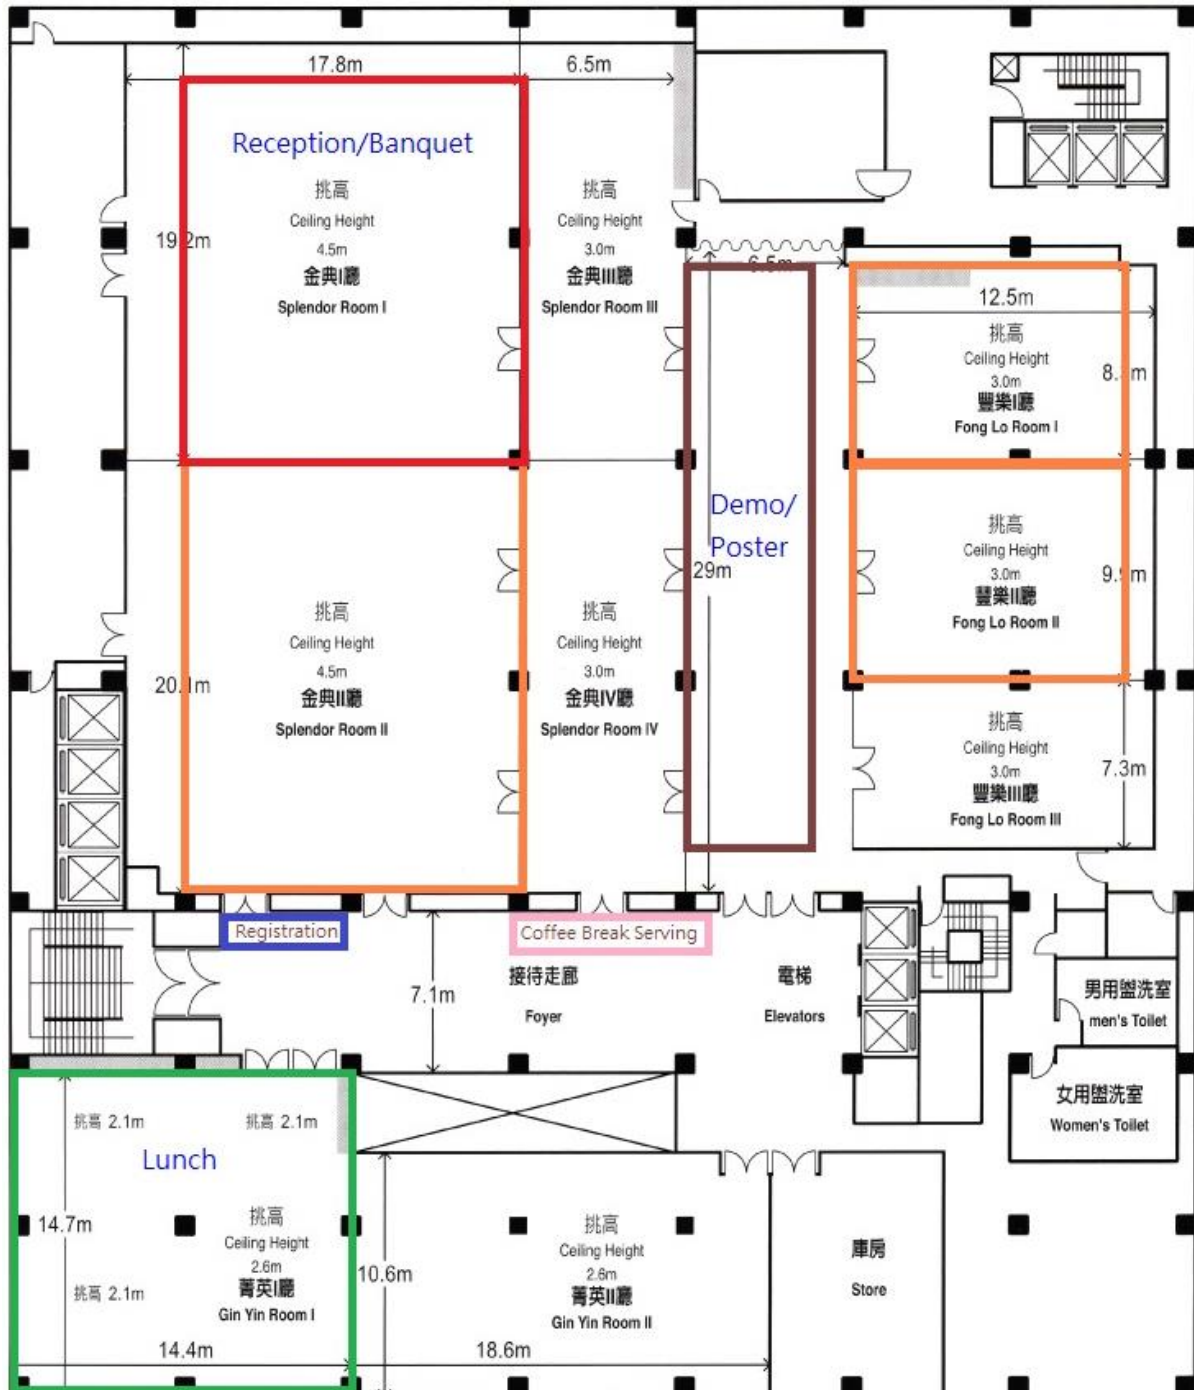 17.8m
6.5m
Reception/Banquet
挑高
Ceiling Height
4.5m
金典I廳
Splendor Room I
19.2m
挑高
Ceiling Height
3.0m
金典III廳
Splendor Room III
6.5m
12.5m
挑高
Ceiling Height
3.0m
豐樂I廳
Fong Lo Room I
Demo/
Poster
29m
挑高
Ceiling Height
3.0m
豐樂II廳
Fong Lo Room II
挑高
Ceiling Height
4.5m
金典II廳
Splendor Room II
20.1m
挑高
Ceiling Height
3.0m
金典IV廳
Splendor Room IV
挑高
Ceiling Height
3.0m
豐樂III廳
Fong Lo Room III
7.3m
Registration
Coffee Break Serving
7.1m
接待走廊
Foyer
電梯
Elevators
男用盥洗室
men's Toilet
女用盥洗室
Women's Toilet
挑高 2.1m
挑高 2.1m
Lunch
14.7m
挑高
Ceiling Height
2.6m
菁英I廳
Gin Yin Room I
挑高 2.1m
14.4m
10.6m
挑高
Ceiling Height
2.6m
菁英II廳
Gin Yin Room II
18.6m
庫房
Store